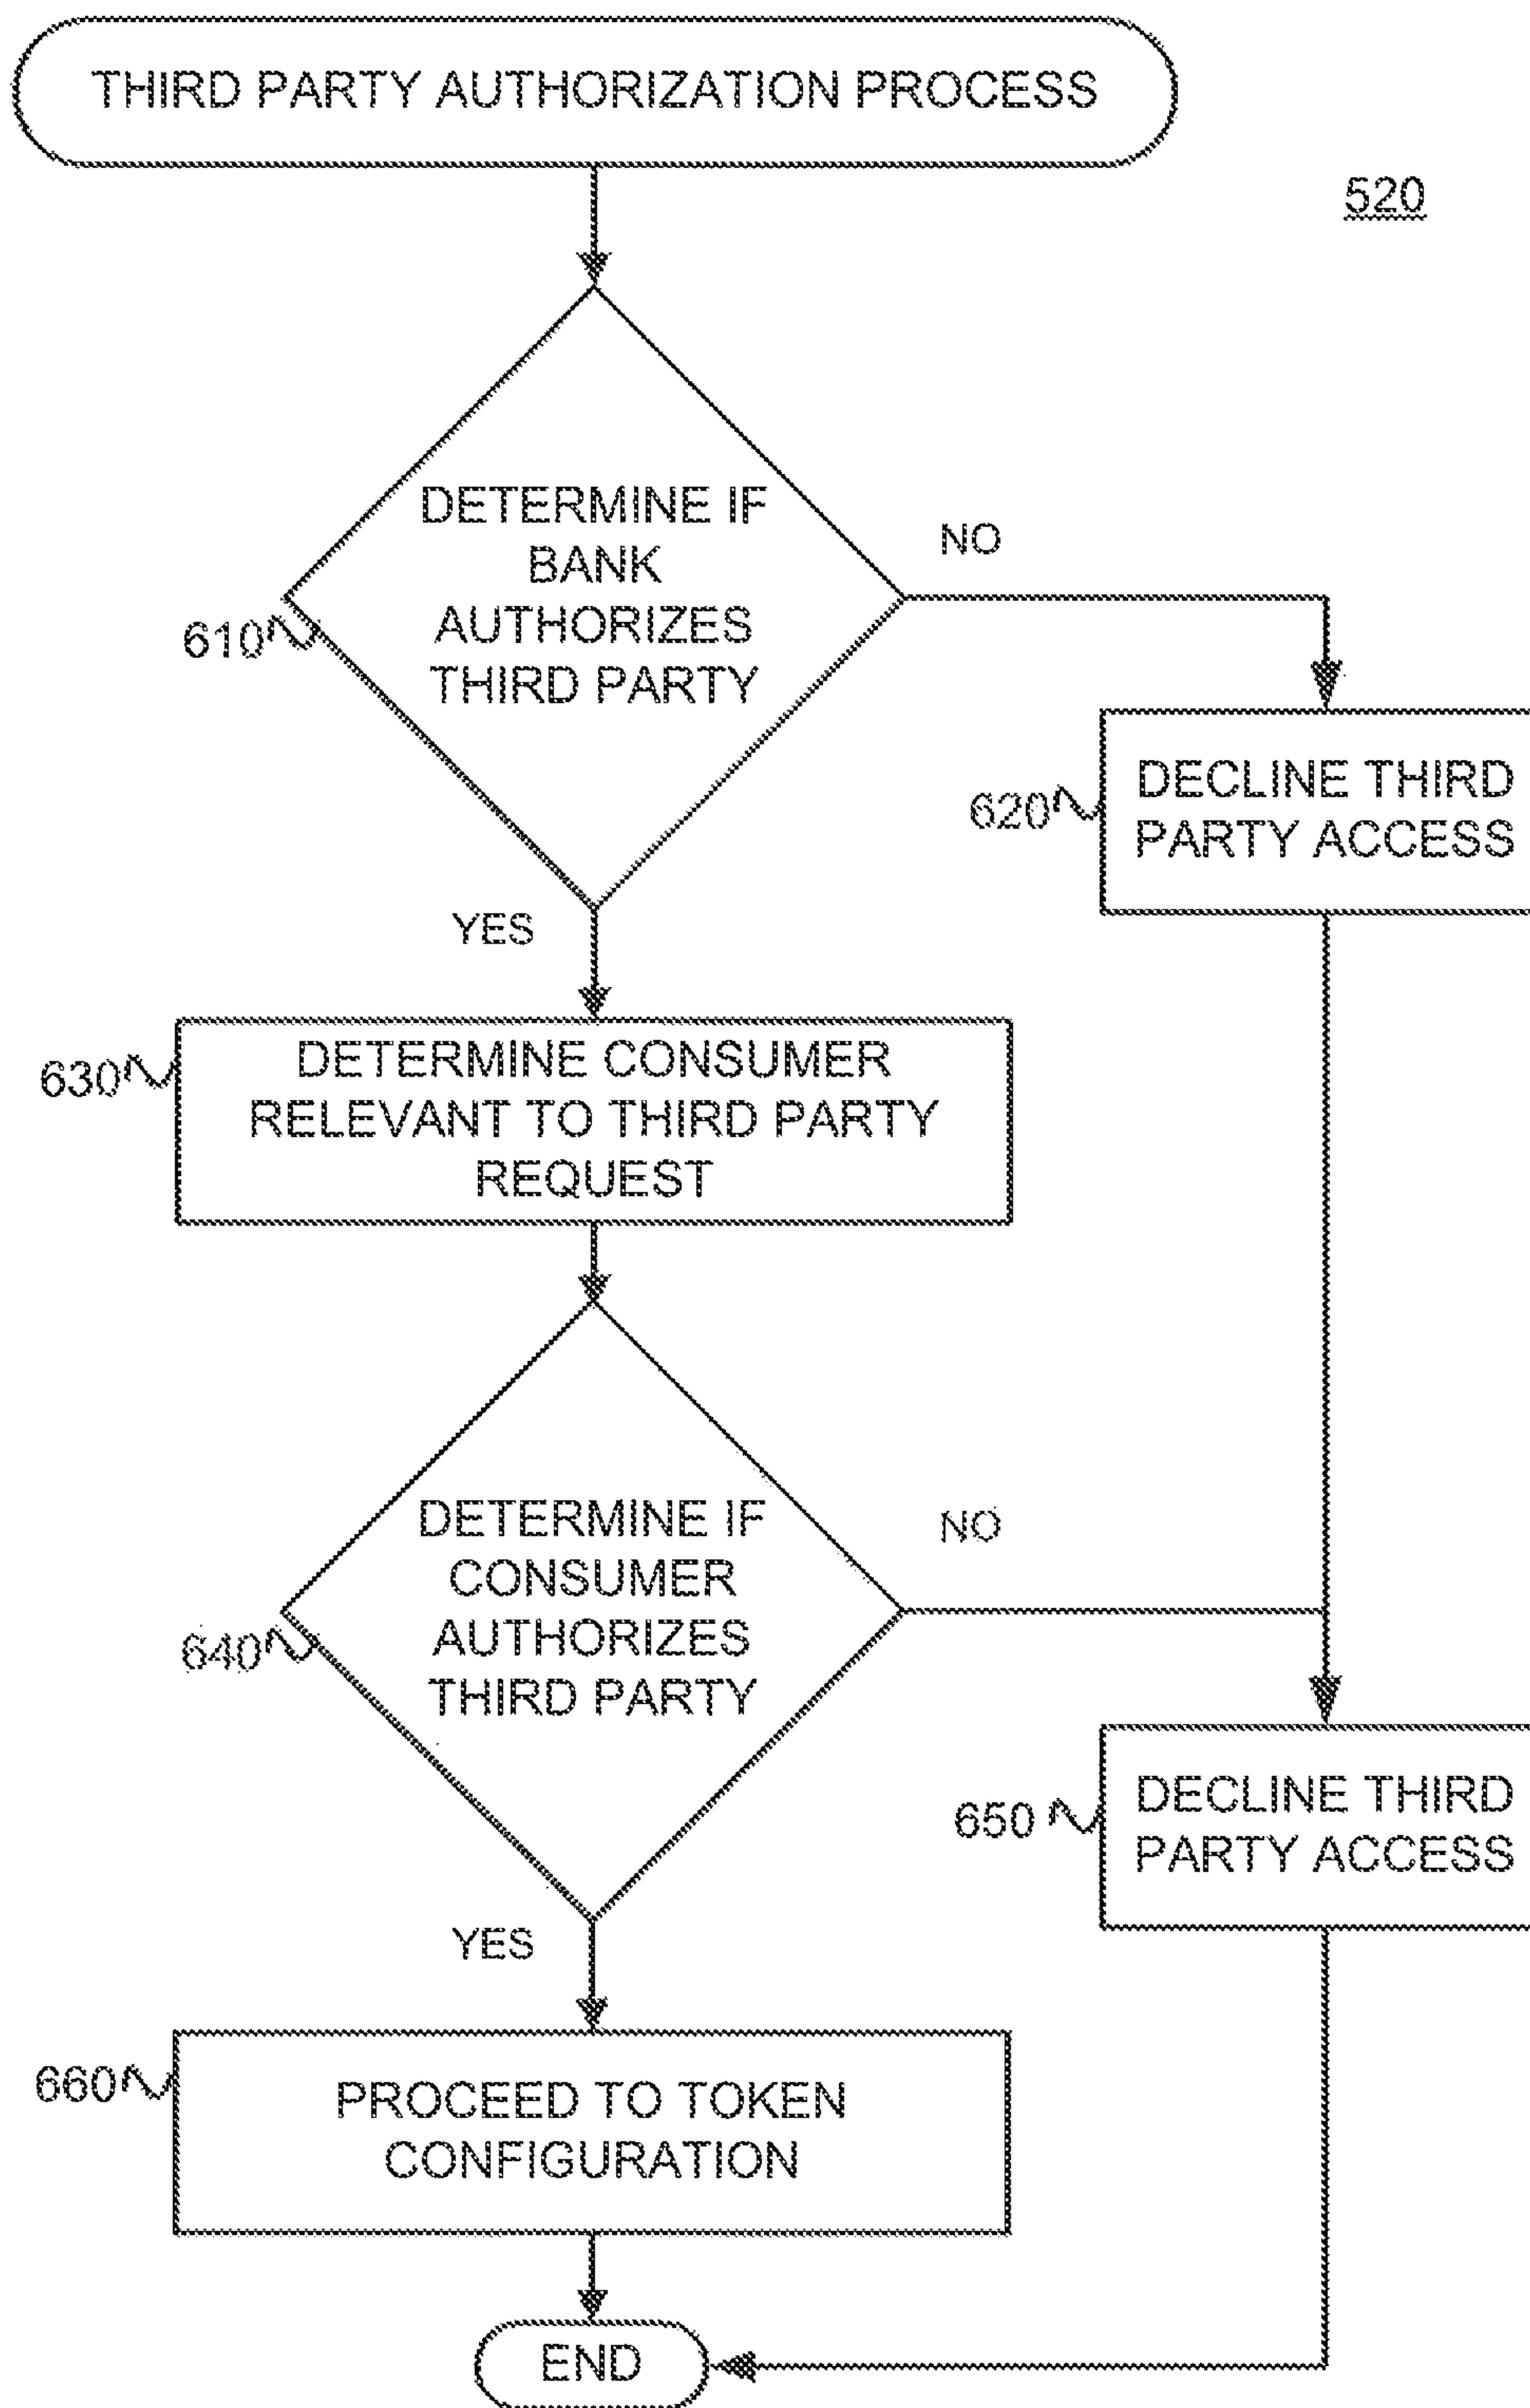 THIRD PARTY AUTHORIZATION PROCESS
520
DETERMINE IF
BANK
AUTHORIZES
THIRD PARTY
610
NO
DECLINE THIRD
PARTY ACCESS
620
YES
DETERMINE CONSUMER
RELEVANT TO THIRD PARTY
REQUEST
630
DETERMINE IF
CONSUMER
AUTHORIZES
THIRD PARTY
640
NO
DECLINE THIRD
PARTY ACCESS
650
YES
PROCEED TO TOKEN
CONFIGURATION
660
END